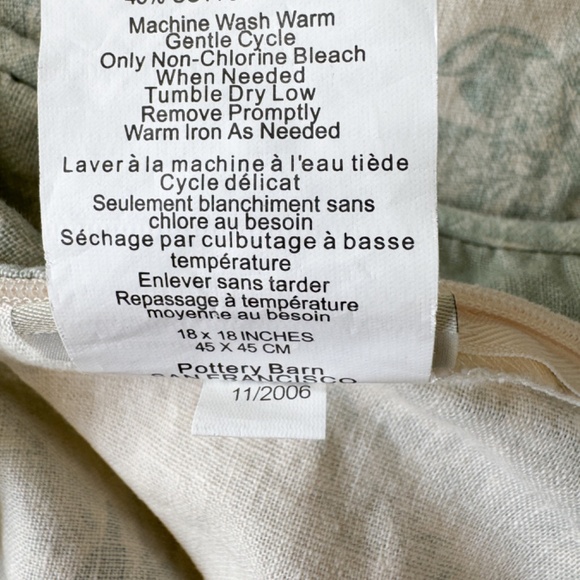 Machine Wash Warm
Gentle Cycle
Only Non-Chlorine Bleach
When Needed
Tumble Dry Low
Remove Promptly
Warm Iron As Needed
Laver à la machine à l'eau tiède
Cycle délicat
Seulement blanchiment sans
chlore au besoin
Séchage par culbutage à basse
température
Enlever sans tarder
Repassage à température
moyenne au besoin
18 x 18 INCHES
45 X 45 CM
Pottery Barn
SAN FRANCISCO
11/2006